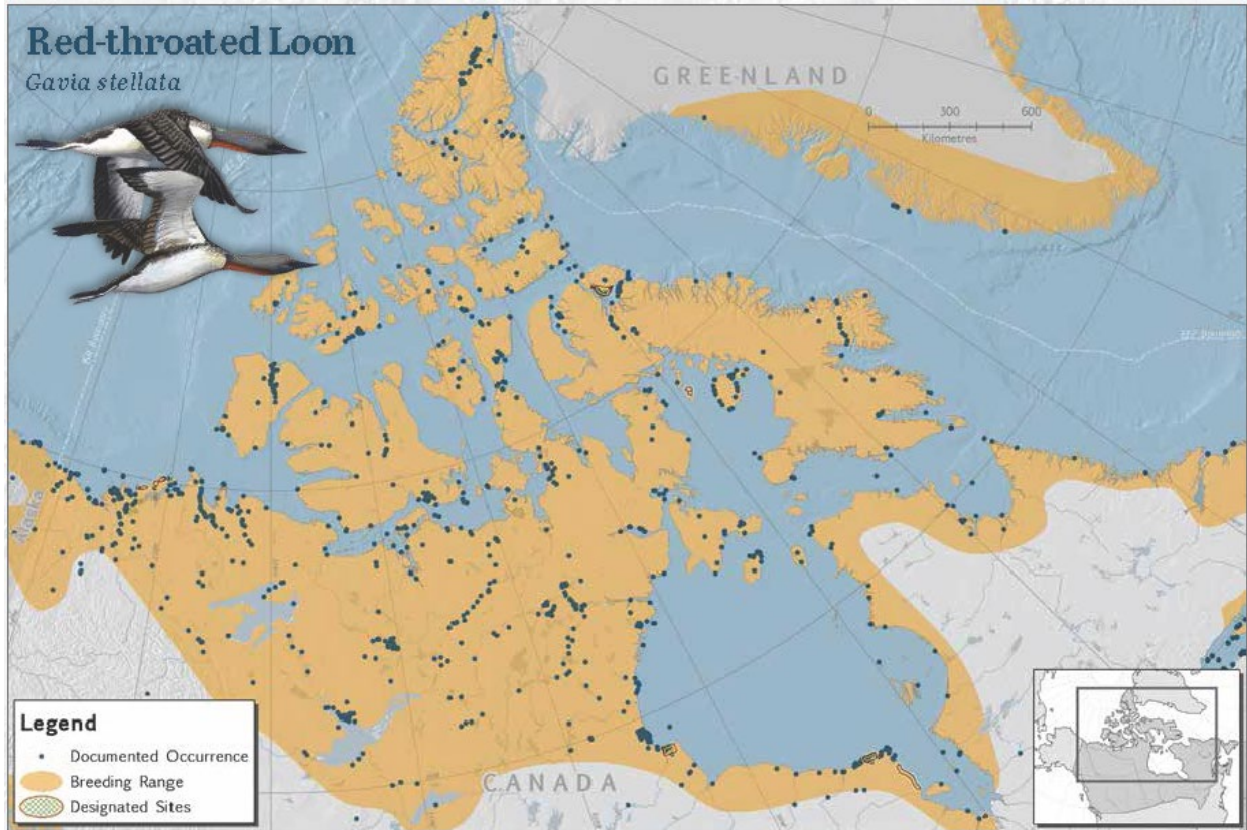 Red-throated Loon
Gavia stellata
GREENLAND
0 300 600
Kilometres
Alaska
CANADA
Legend
Documented Occurrence
Breeding Range
Designated Sites